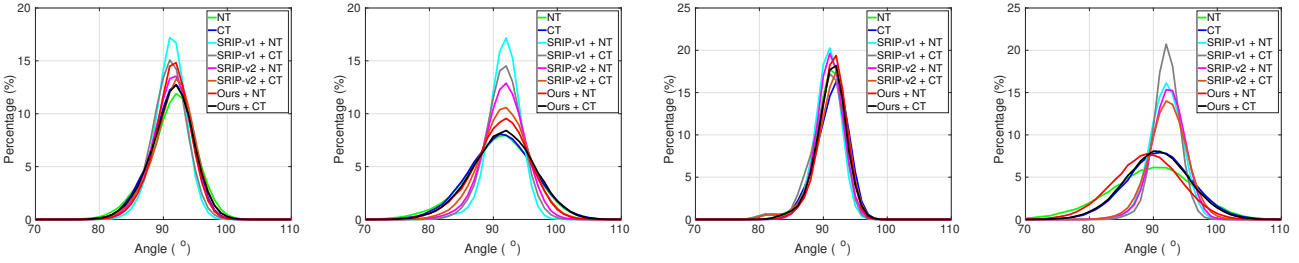 20
15
10
5
0
70
80
90
100
110
Percentage (%)
Angle ( °)
NT
CT
SRIP-v1 + NT
SRIP-v1 + CT
SRIP-v2 + NT
SRIP-v2 + CT
Ours + NT
Ours + CT
20
15
10
5
0
70
80
90
100
110
Percentage (%)
Angle ( °)
NT
CT
SRIP-v1 + NT
SRIP-v1 + CT
SRIP-v2 + NT
SRIP-v2 + CT
Ours + NT
Ours + CT
25
20
15
10
5
0
70
80
90
100
110
Percentage (%)
Angle ( °)
NT
CT
SRIP-v1 + NT
SRIP-v1 + CT
SRIP-v2 + NT
SRIP-v2 + CT
Ours + NT
Ours + CT
25
20
15
10
5
0
70
80
90
100
110
Percentage (%)
Angle ( °)
NT
CT
SRIP-v1 + NT
SRIP-v1 + CT
SRIP-v2 + NT
SRIP-v2 + CT
Ours + NT
Ours + CT